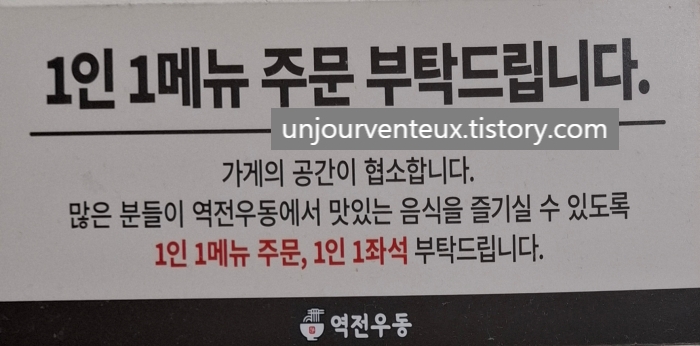 1인 1메뉴 주문 부탁드립니다.
unjourventeux.tistory.com
가게의 공간이 협소합니다.
많은 분들이 역전우동에서 맛있는 음식을 즐기실 수 있도록
1인 1메뉴 주문, 1인 1좌석 부탁드립니다.
역전우동